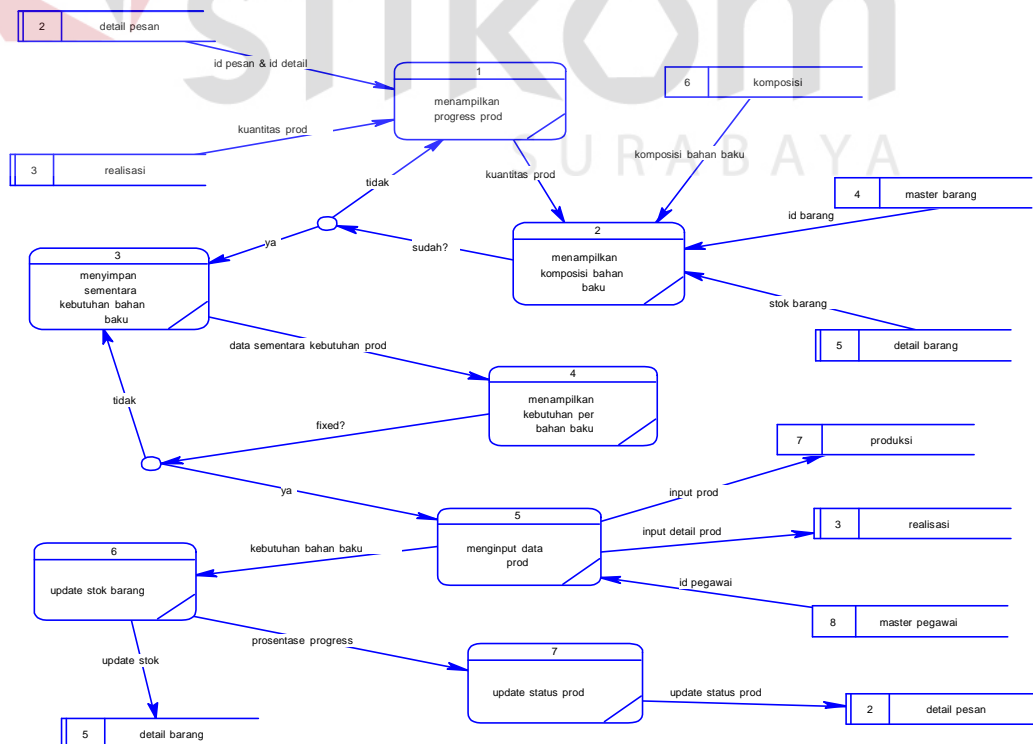 stikom
SURABAYA
2 detail pesan
id pesan & id detail
1
menampilkan
progress prod
6 komposisi
kuantitas prod
3 realisasi
komposisi bahan baku
kuantitas prod
tidak
4 master barang
id barang
2
menampilkan
komposisi bahan
baku
sudah?
ya
3
menyimpan
sementara
kebutuhan bahan
baku
stok barang
5 detail barang
data sementara kebutuhan prod
4
menampilkan
kebutuhan per
bahan baku
tidak
fixed?
7 produksi
ya
input prod
5
menginput data
prod
input detail prod
3 realisasi
kebutuhan bahan baku
6
update stok barang
id pegawai
8 master pegawai
prosentase progress
update stok
7
update status prod
update status prod
2 detail pesan
5 detail barang